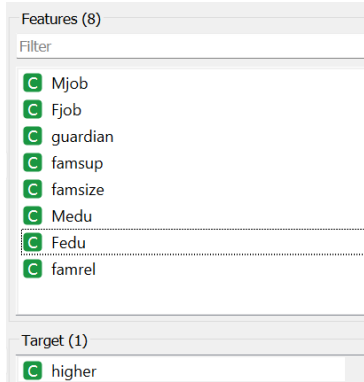 Features (8)
Filter
C Mjob
C Fjob
C guardian
C famsup
C famsize
C Medu
C Fedu
C famrel
Target (1)
C higher